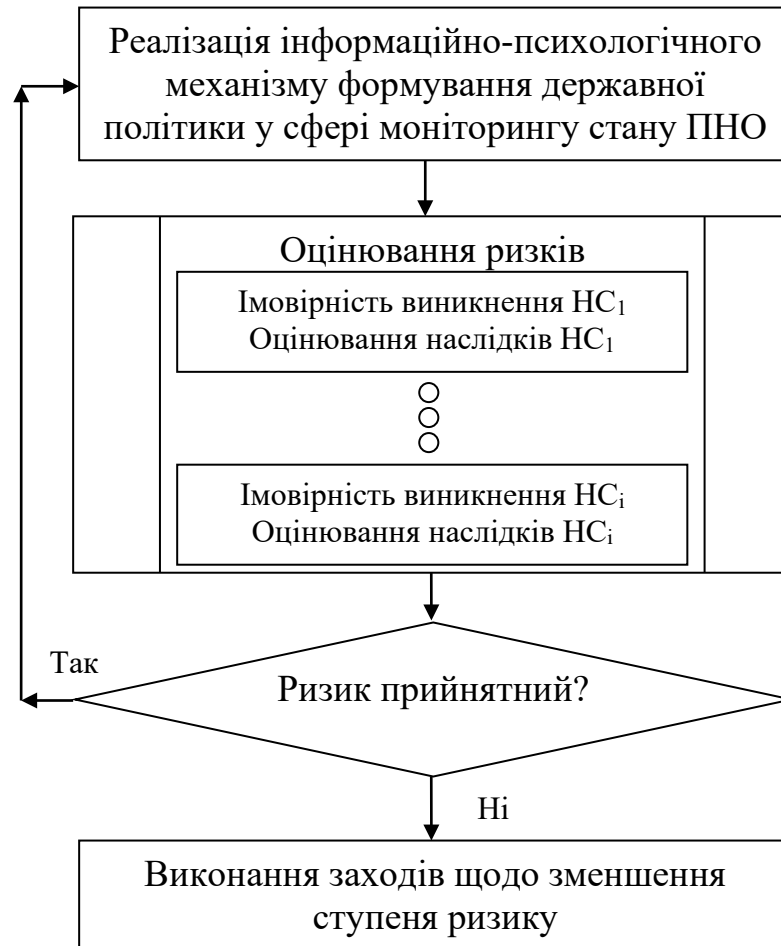 Реалізація інформаційно-психологічного
механізму формування державної
політики у сфері моніторингу стану ПНО
Оцінювання ризків
Імовірність виникнення НС₁
Оцінювання наслідків НС₁
Імовірність виникнення НСᵢ
Оцінювання наслідків НСᵢ
Так
Ризик прийнятний?
Ні
Виконання заходів щодо зменшення
ступеня ризику